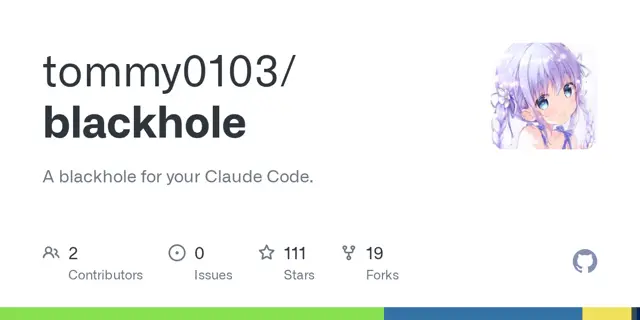 tommy0103/
blackhole
A blackhole for your Claude Code.
2
Contributors
0
Issues
111
Stars
19
Forks